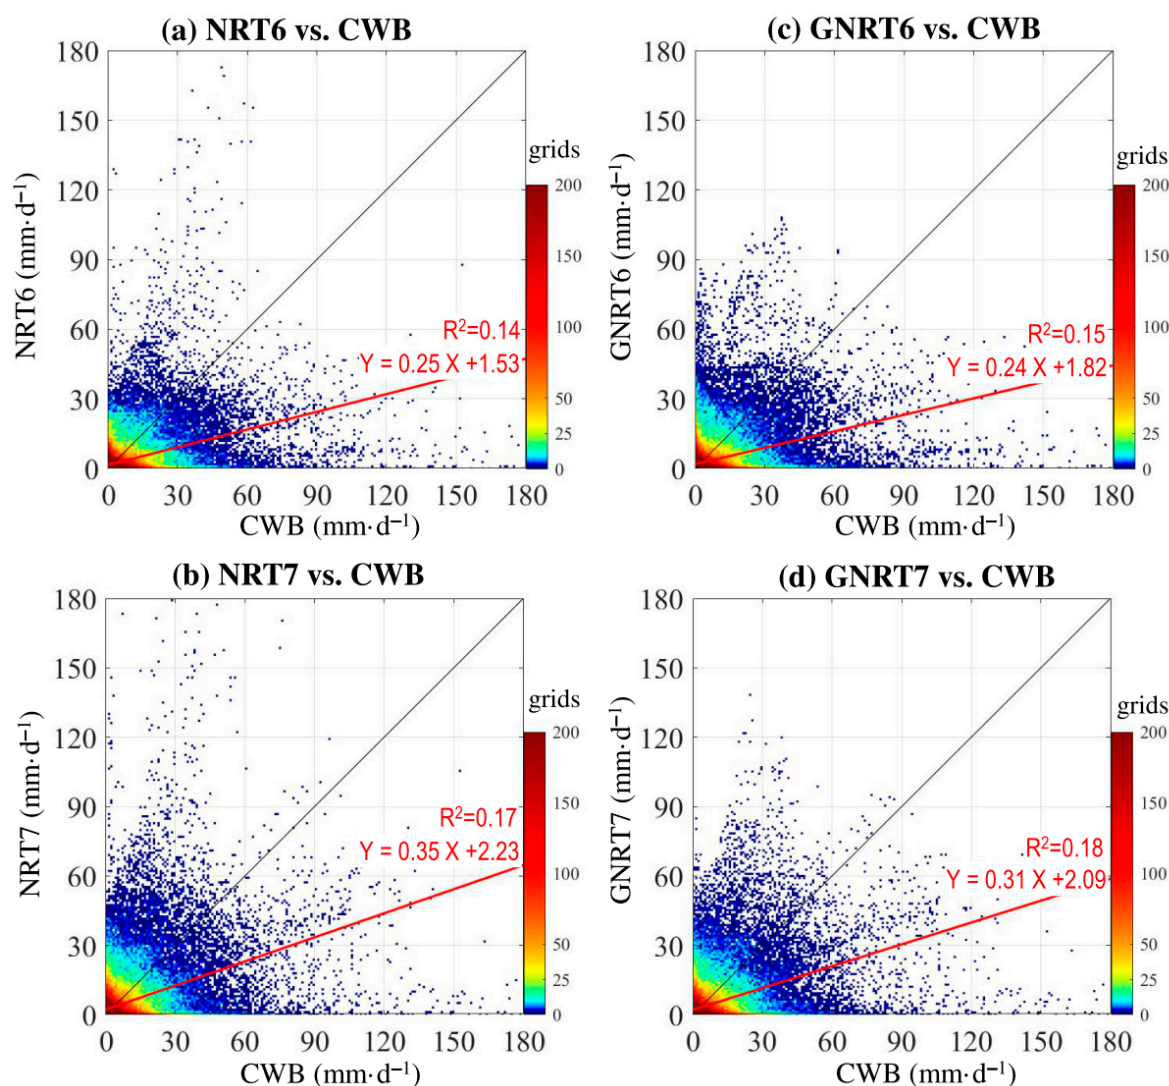 (a) NRT6 vs. CWB
180
150
120
90
60
30
0
0 30 60 90 120 150 180
NRT6 (mm·d⁻¹)
CWB (mm·d⁻¹)
R²=0.14
Y = 0.25 X +1.53
grids
200
150
100
50
25
0
(c) GNRT6 vs. CWB
180
150
120
90
60
30
0
0 30 60 90 120 150 180
GNRT6 (mm·d⁻¹)
CWB (mm·d⁻¹)
R²=0.15
Y = 0.24 X +1.82
grids
200
150
100
50
25
0
(b) NRT7 vs. CWB
180
150
120
90
60
30
0
0 30 60 90 120 150 180
NRT7 (mm·d⁻¹)
CWB (mm·d⁻¹)
R²=0.17
Y = 0.35 X +2.23
grids
200
150
100
50
25
0
(d) GNRT7 vs. CWB
180
150
120
90
60
30
0
0 30 60 90 120 150 180
GNRT7 (mm·d⁻¹)
CWB (mm·d⁻¹)
R²=0.18
Y = 0.31 X +2.09
grids
200
150
100
50
25
0